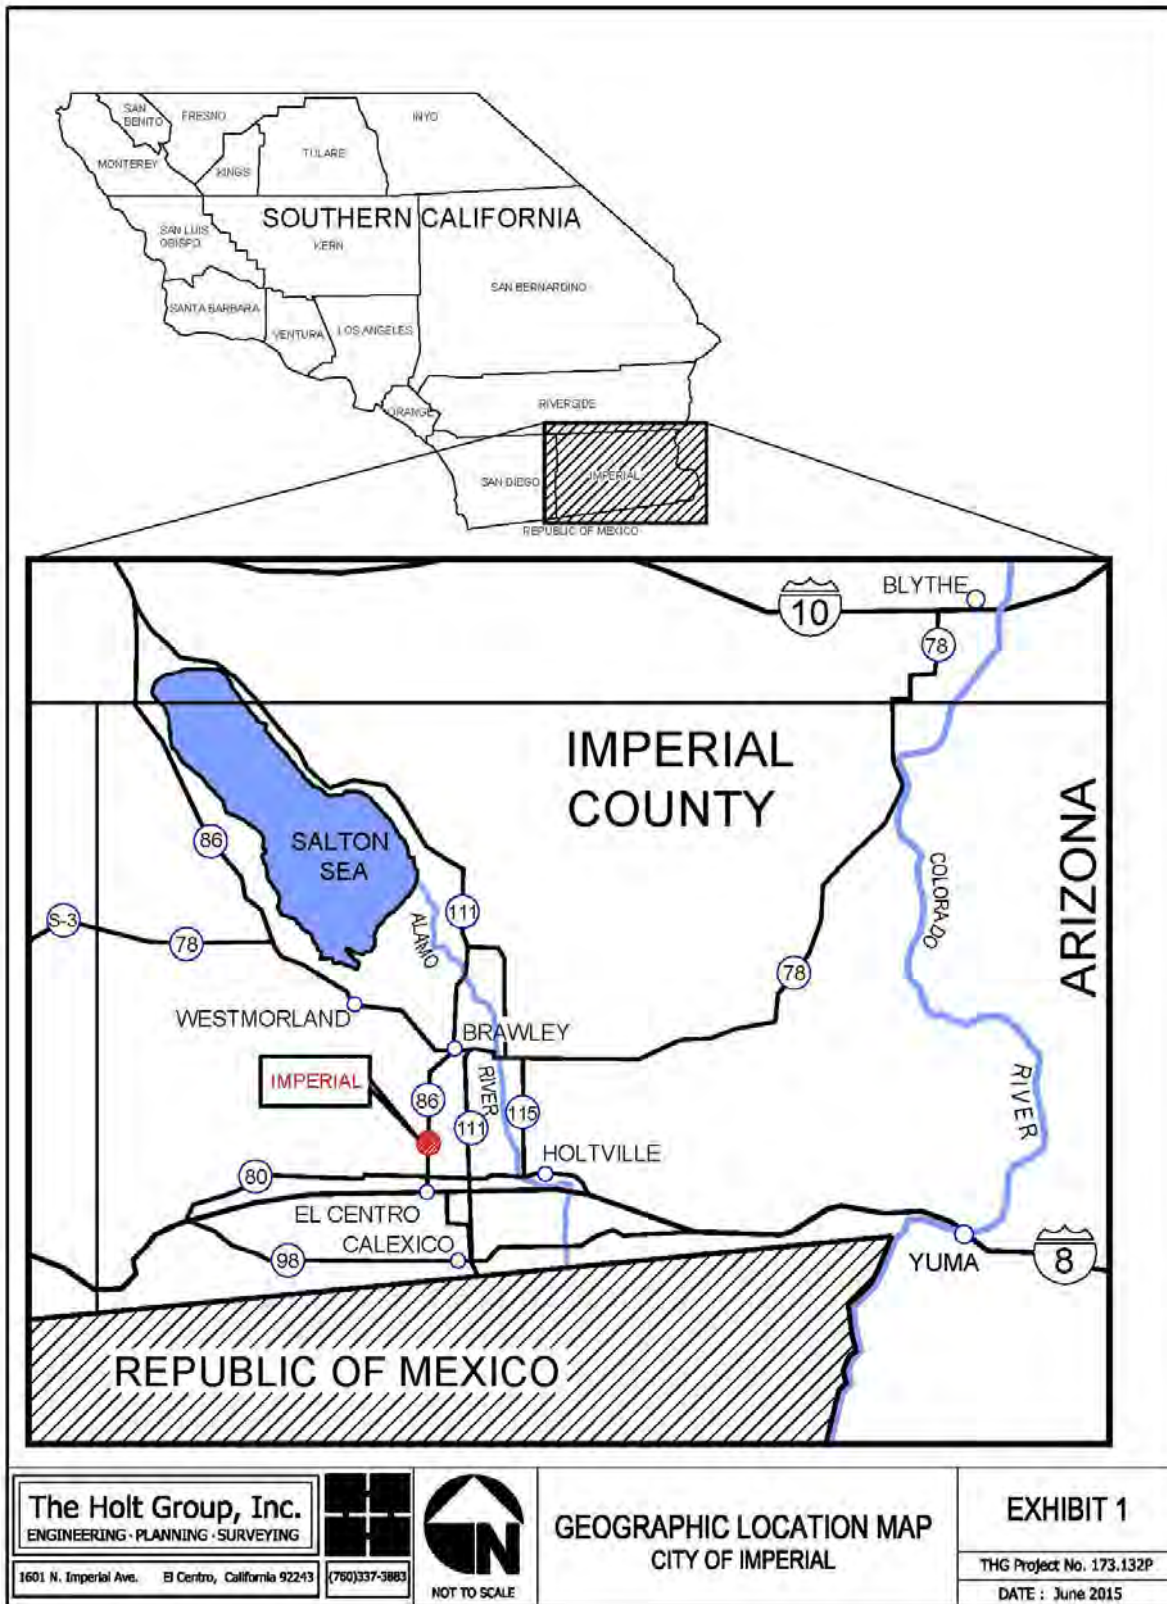 SAN
BENITO
FRESNO
INYO
MONTEREY
KINGS
TULARE
SOUTHERN CALIFORNIA
SAN LUIS
OBISPO
KERN
SAN BERNARDINO
SANTA BARBARA
VENTURA
LOS ANGELES
ORANGE
RIVERSIDE
SAN DIEGO
IMPERIAL
REPUBLIC OF MEXICO
BLYTHE
10
78
IMPERIAL
COUNTY
ARIZONA
86
SALTON
SEA
COLORADO
S-3
78
111
ALAMO
78
WESTMORLAND
BRAWLEY
IMPERIAL
86
RIVER
111
115
RIVER
HOLTVILLE
80
EL CENTRO
CALEXICO
98
YUMA
8
REPUBLIC OF MEXICO
The Holt Group, Inc.
ENGINEERING · PLANNING · SURVEYING
1601 N. Imperial Ave. El Centro, California 92243
(760)337-3883
N
NOT TO SCALE
GEOGRAPHIC LOCATION MAP
CITY OF IMPERIAL
EXHIBIT 1
THG Project No. 173.132P
DATE : June 2015